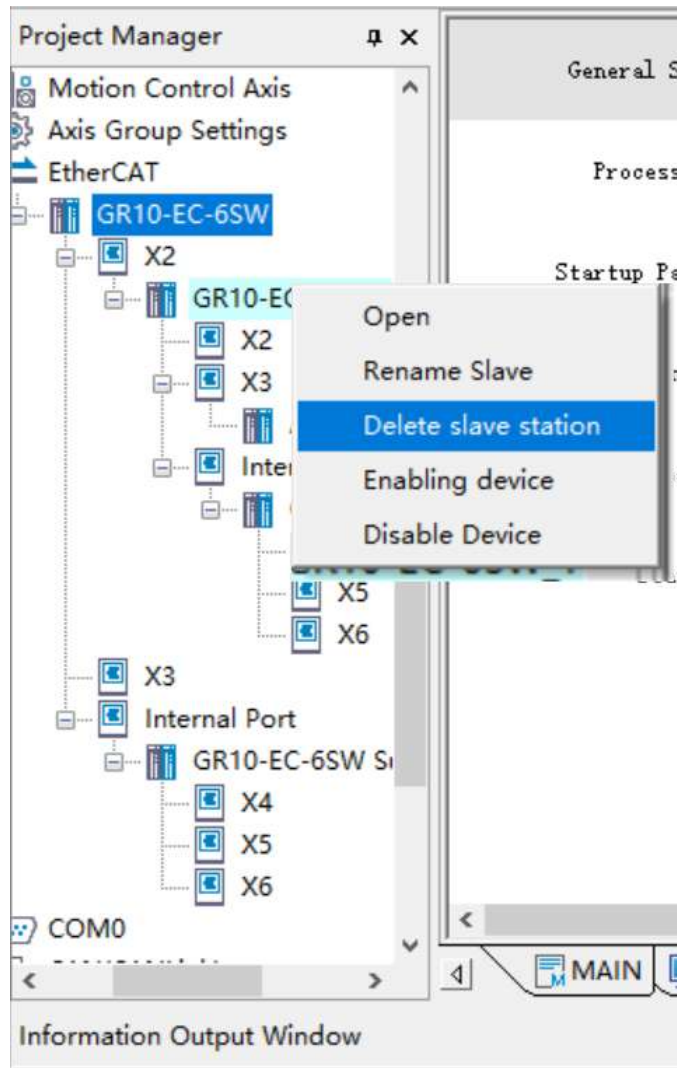 Project Manager
General S
Motion Control Axis
Axis Group Settings
EtherCAT
Process
GR10-EC-6SW
X2
Startup Pa
GR10-EC
Open
X2
Rename Slave
X3
Delete slave station
Inter
Enabling device
Disable Device
X5
X6
X3
Internal Port
GR10-EC-6SW Su
X4
X5
X6
COM0
MAIN
Information Output Window